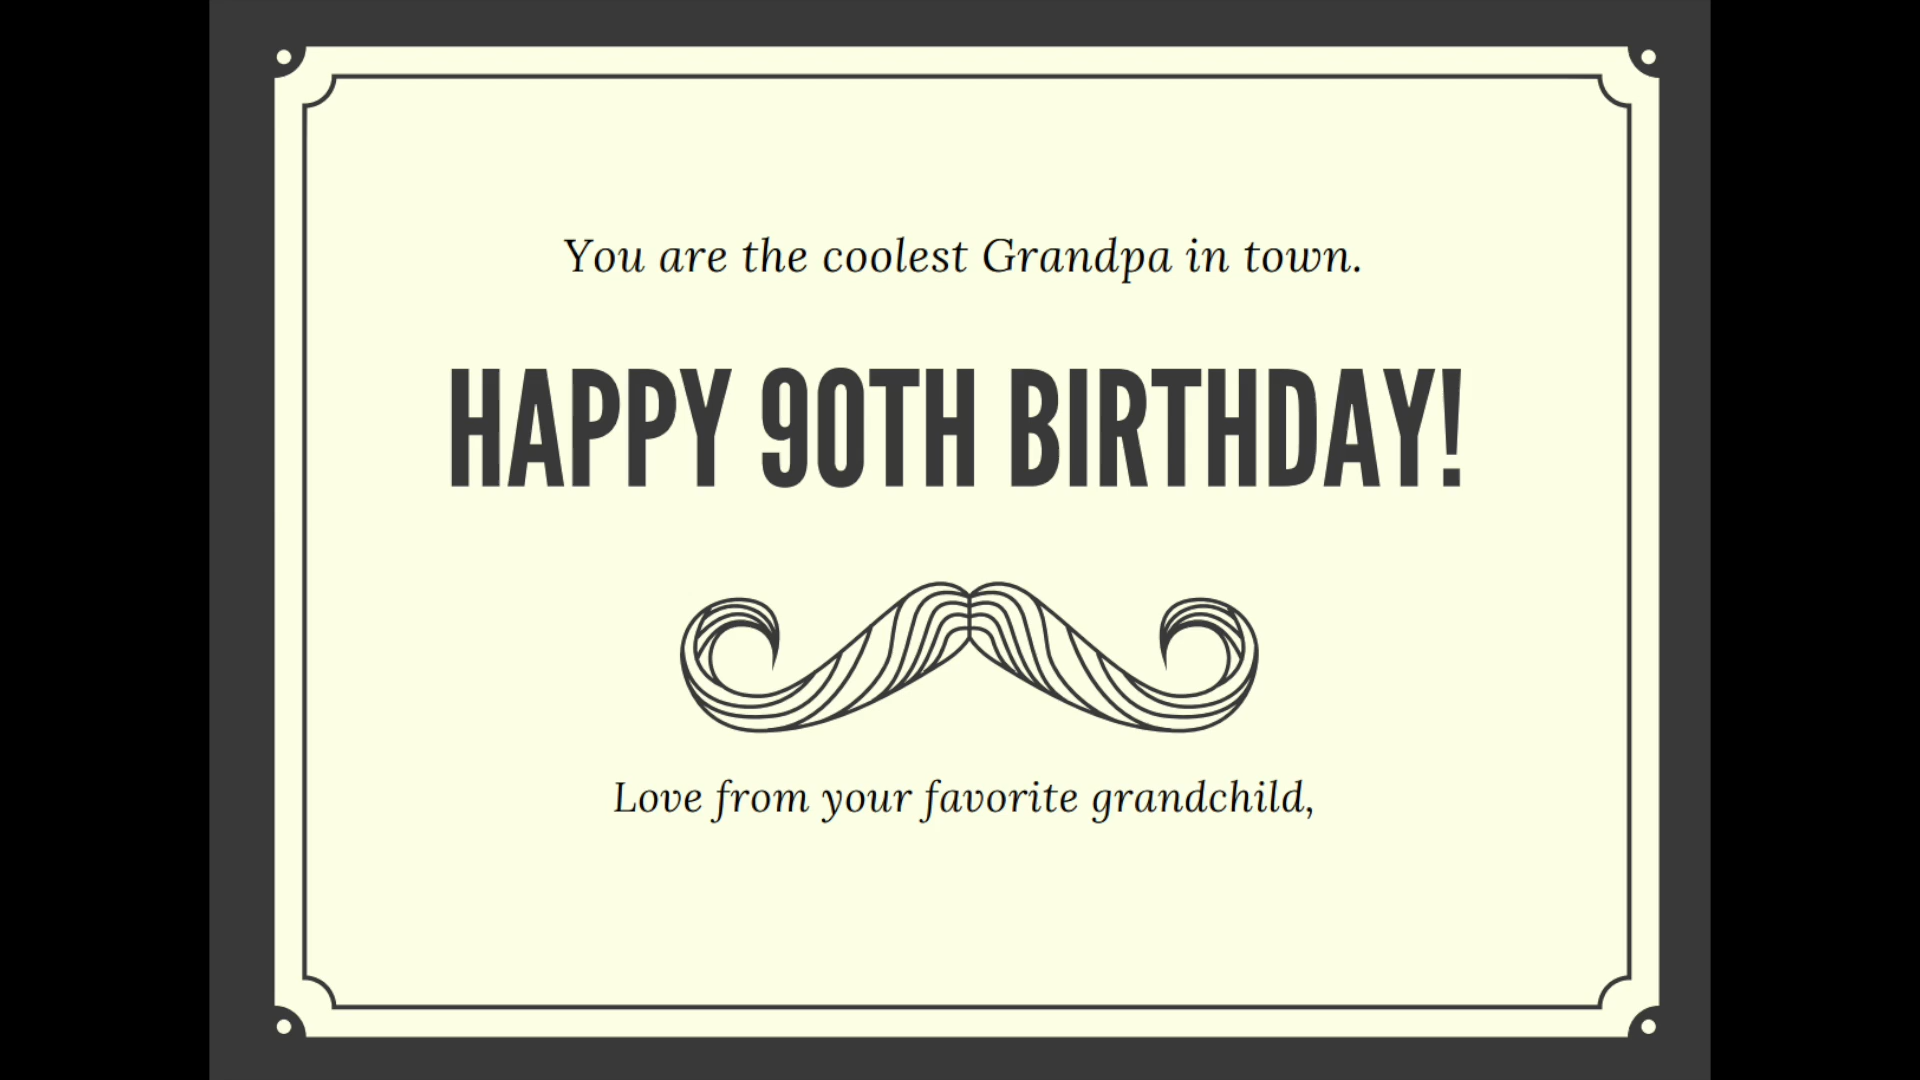 You are the coolest Grandpa in town.
HAPPY 90TH BIRTHDAY!
Love from your favorite grandchild,